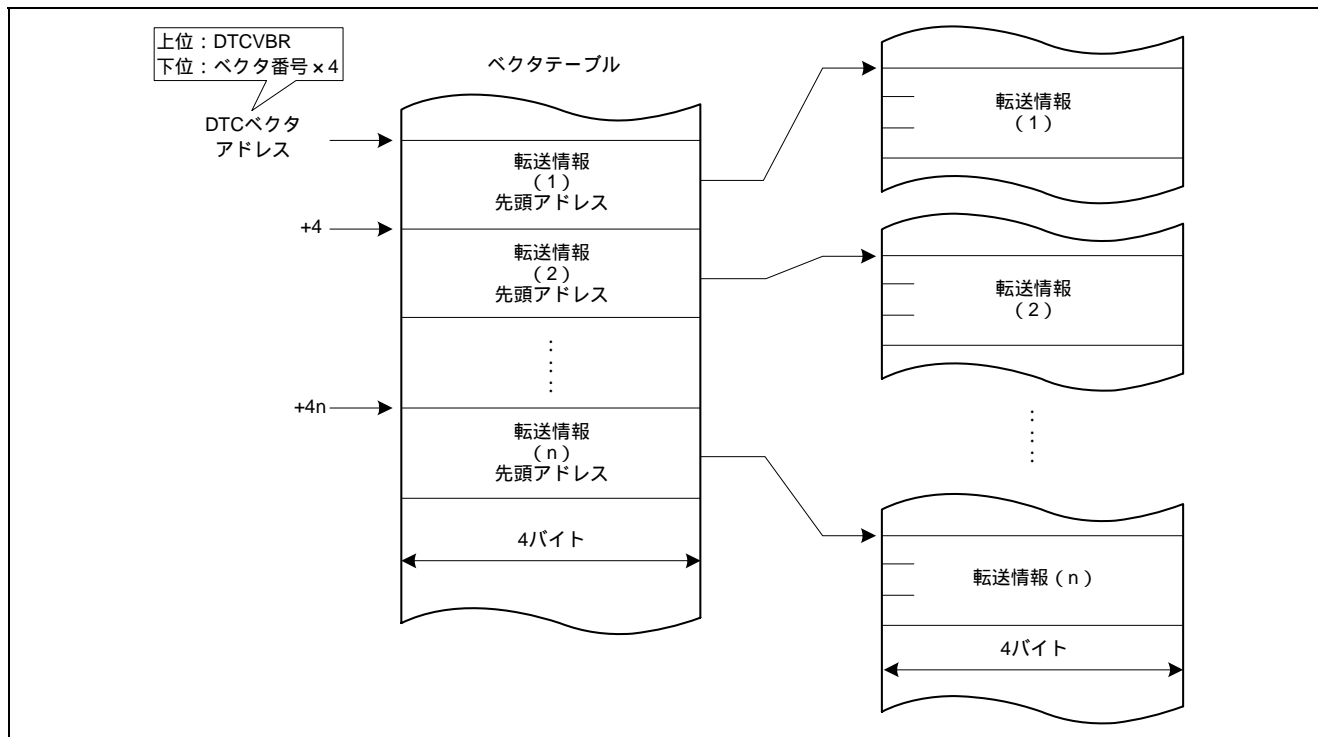 上位：DTCVBR
下位：ベクタ番号×4
DTCベクタ
アドレス
ベクタテーブル
転送情報
（1）
先頭アドレス
+4
転送情報
（2）
先頭アドレス
+4n
転送情報
（n）
先頭アドレス
4バイト
転送情報
（1）
転送情報
（2）
転送情報（n）
4バイト